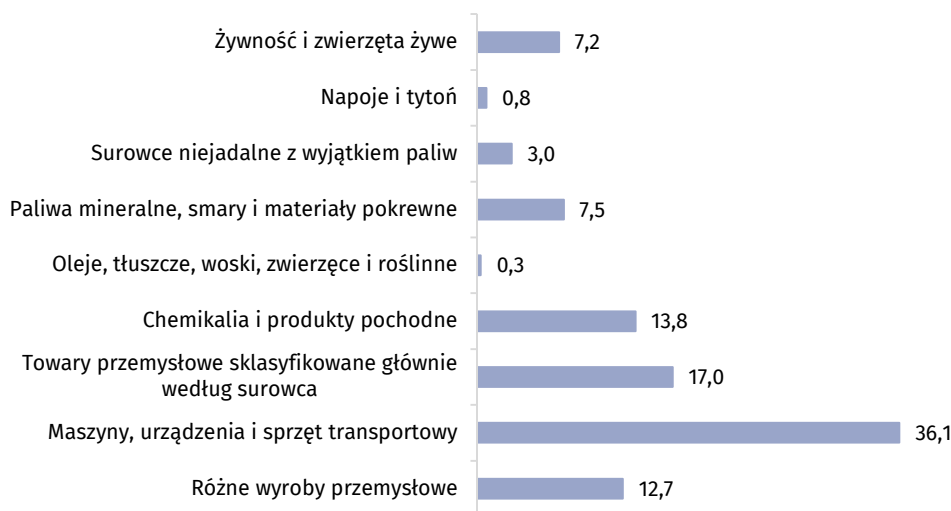 Żywność i zwierzęta żywe 7,2
Napoje i tytoń 0,8
Surowce niejadalne z wyjątkiem paliw 3,0
Paliwa mineralne, smary i materiały pokrewne 7,5
Oleje, tłuszcze, woski, zwierzęce i roślinne 0,3
Chemikalia i produkty pochodne 13,8
Towary przemysłowe sklasyfikowane głównie
według surowca 17,0
Maszyny, urządzenia i sprzęt transportowy 36,1
Różne wyroby przemysłowe 12,7